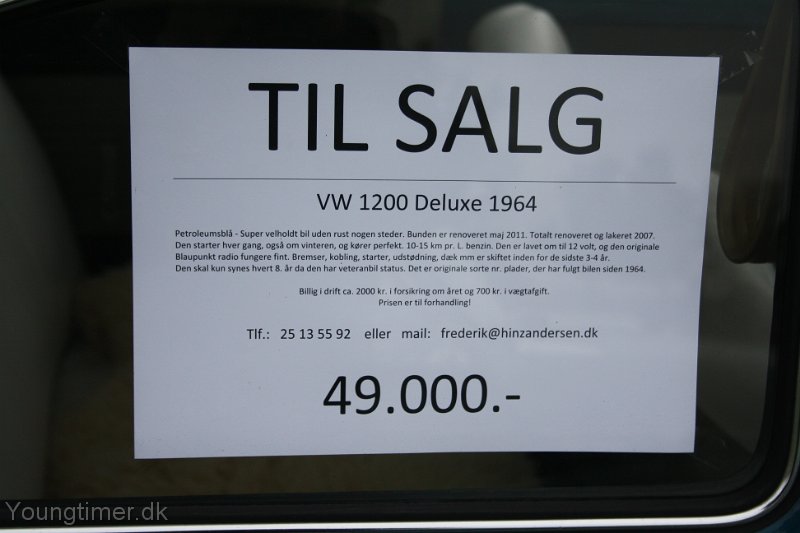 TIL SALG
VW 1200 Deluxe 1964
Petroleumsblå - Super velholdt bil uden rust nogen steder. Bunden er renoveret maj 2011. Totalt renoveret og lakeret 2007.
Den starter hver gang, også om vinteren, og kører perfekt. 10-15 km pr. L. benzin. Den er lavet om til 12 volt, og den originale
Blaupunkt radio fungere fint. Bremser, kobling, starter, udstødning, dæk mm er skiftet inden for de sidste 3-4 år.
Den skal kun synes hvert 8. år da den har veteranbil status. Det er originale sorte nr. plader, der har fulgt bilen siden 1964.
Billig i drift ca. 2000 kr. i forsikring om året og 700 kr. i vægtafgift.
Prisen er til forhandling!
Tlf.: 25 13 55 92 eller mail: frederik@hinzandersen.dk
49.000.-
Youngtimer.dk